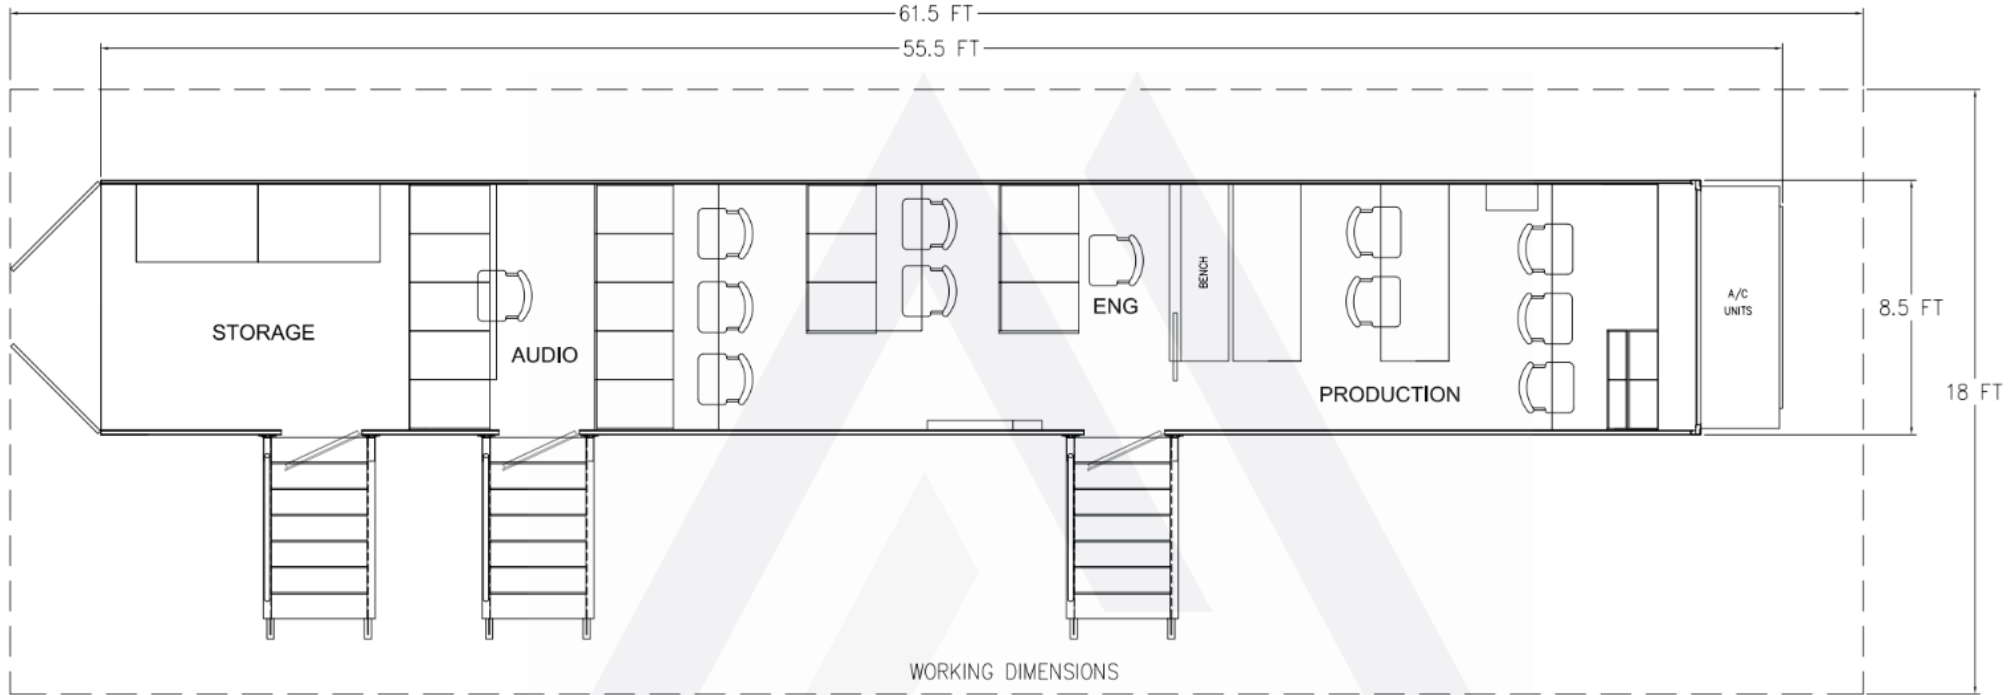 61.5 FT
55.5 FT
BENCH
A/C
UNITS
ENG
8.5 FT
STORAGE
AUDIO
PRODUCTION
18 FT
WORKING DIMENSIONS